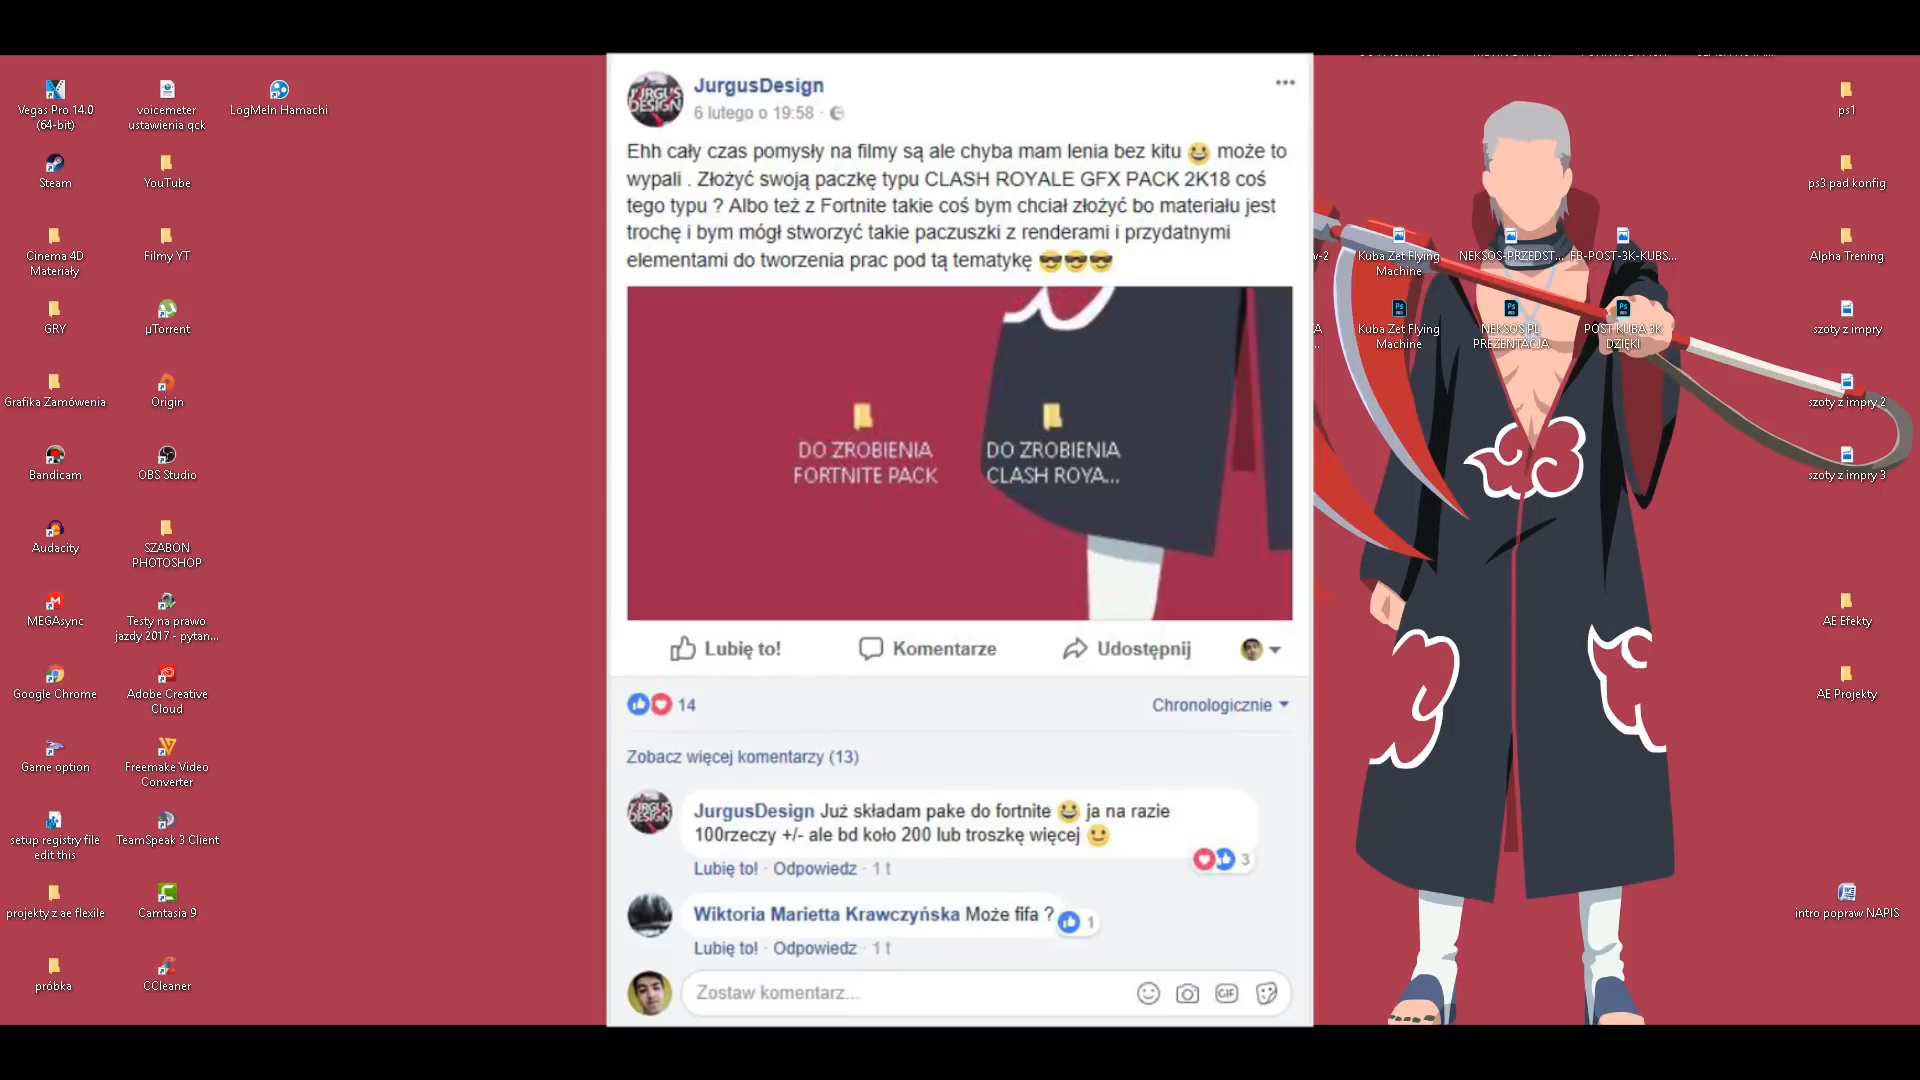 Vegas Pro 14.0
(64-bit)
Steam
Cinema 4D
Materiały
GRY
Grafika Zamówenia
Bandicam
Audacity
MEGAsync
Google Chrome
Game option
setup registry file
edit this
projekty z ae flexile
próbka
voicemeter
ustawienia qck
YouTube
Filmy YT
µTorrent
Origin
OBS Studio
SZABON
PHOTOSHOP
Testy na prawo
jazdy 2017 - pytan...
Adobe Creative
Cloud
Freemake Video
Converter
TeamSpeak 3 Client
Camtasia 9
CCleaner
LogMeIn Hamachi
JURGUS
DESIGN
JurgusDesign
6 lutego o 19:58 ·
Ehh cały czas pomysły na filmy są ale chyba mam lenia bez kitu 😀 może to
wypali . Złożyć swoją paczkę typu CLASH ROYALE GFX PACK 2K18 coś
tego typu ? Albo też z Fortnite takie coś bym chciał złożyć bo materiału jest
trochę i bym mógł stworzyć takie paczuszki z renderami i przydatnymi
elementami do tworzenia prac pod tą tematykę 😎😎😎
DO ZROBIENIA
FORTNITE PACK
DO ZROBIENIA
CLASH ROYA...
Lubię to! Komentarze Udostępnij
14 Chronologicznie
Zobacz więcej komentarzy (13)
JURGUS
DESIGN
JurgusDesign Już składam pake do fortnite 😀 ja na razie
100rzeczy +/- ale bd koło 200 lub troszkę więcej 🙂
3
Lubię to! · Odpowiedz · 1 t
Wiktoria Marietta Krawczyńska Może fifa ?
1
Lubię to! · Odpowiedz · 1 t
Zostaw komentarz...
GIF
Kuba Zet Flying
Machine
Kuba Zet Flying
Machine
NEKSOS-PRZEDST...
NEKSOS PL
PREZENTACJA
FB-POST-3K-KUBS...
POST KUBA 3K
DZIĘKI
ps1
ps3 pad konfig
Alpha Trening
szoty z impry
szoty z impry 2
szoty z impry 3
AE Efekty
AE Projekty
intro popraw NAPIS